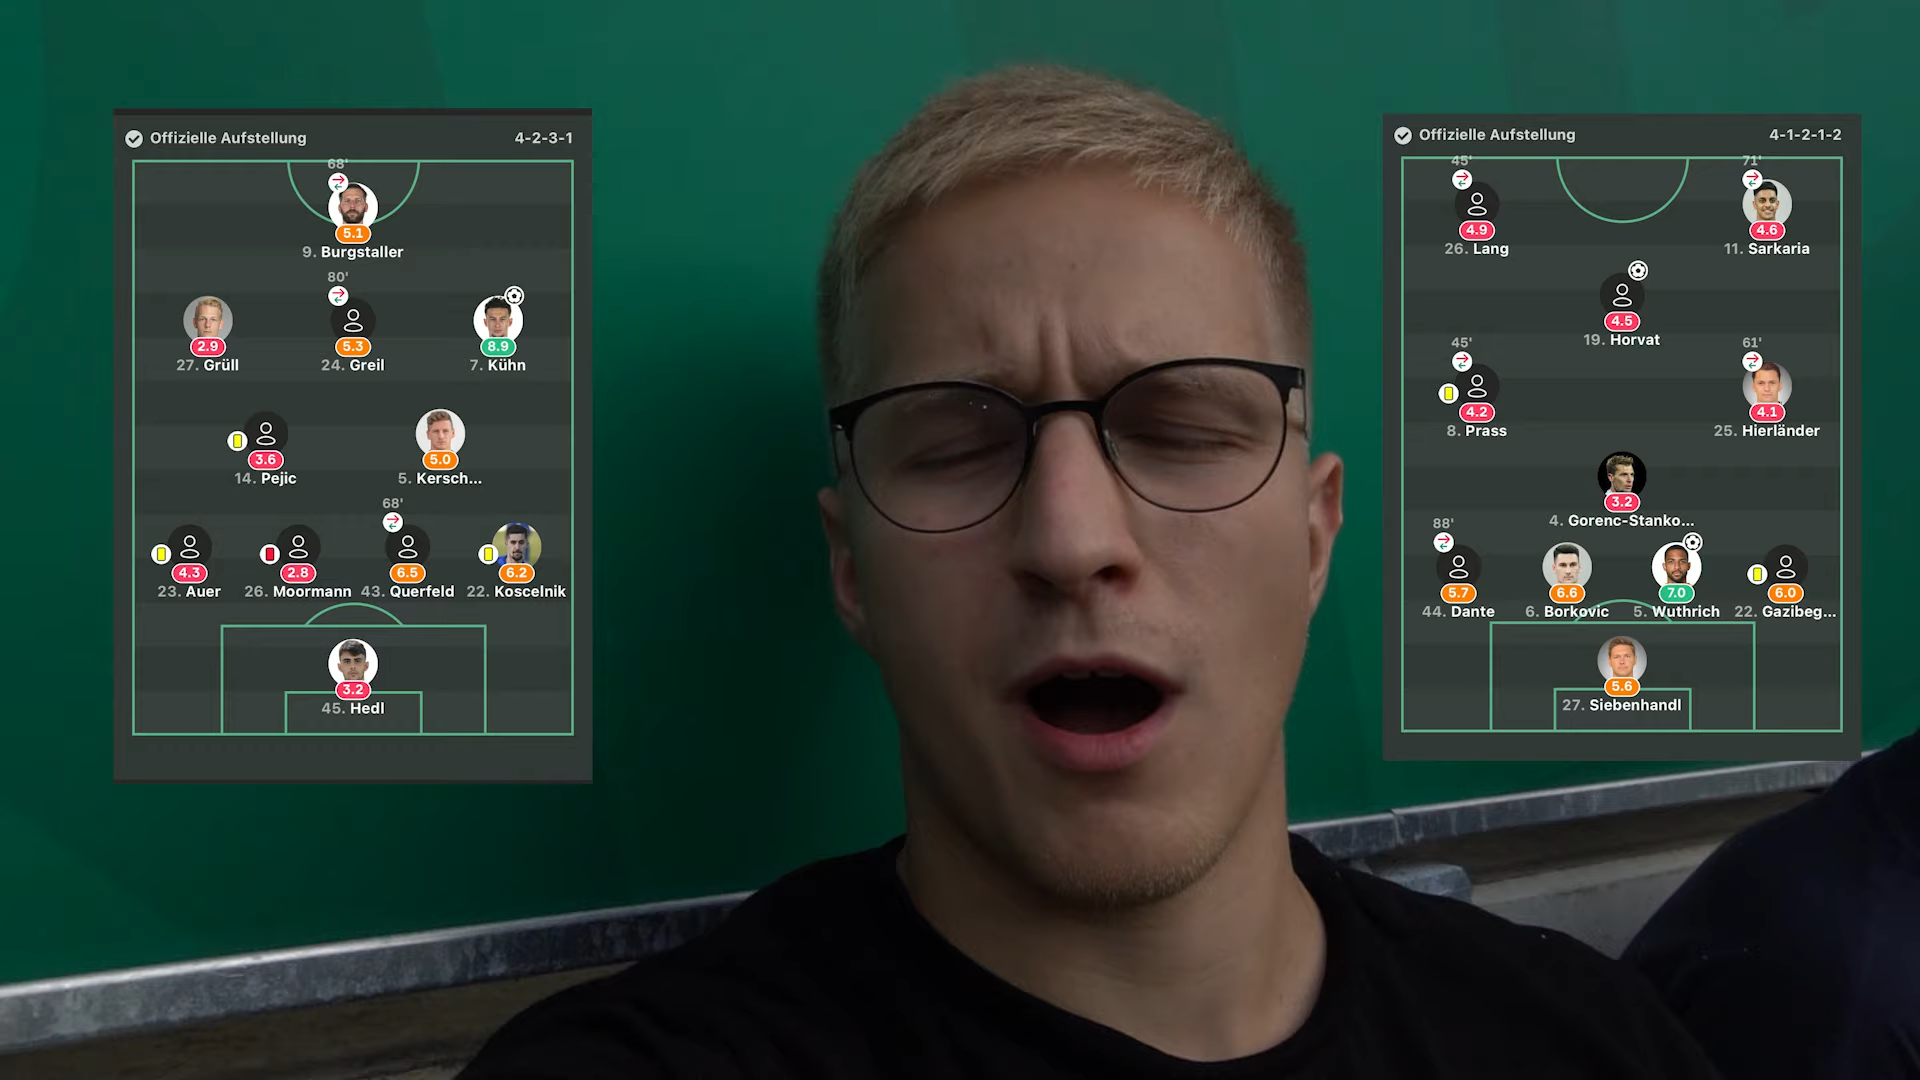 Offizielle Aufstellung 4-2-3-1
68'
5.1
9. Burgstaller
80'
2.9 5.3 8.9
27. Grüll 24. Greil 7. Kühn
3.6 5.0
14. Pejic 5. Kersch...
68'
4.3 2.8 6.5 6.2
23. Auer 26. Moormann 43. Querfeld 22. Koscelnik
3.2
45. Hedl
Offizielle Aufstellung 4-1-2-1-2
45' 71'
4.9 4.6
26. Lang 11. Sarkaria
4.5
19. Horvat
45' 61'
4.2 4.1
8. Prass 25. Hierländer
3.2
4. Gorenc-Stanko...
88'
5.7 6.6 7.0 6.0
44. Dante 6. Borkovic 5. Wuthrich 22. Gazibeg...
5.6
27. Siebenhandl